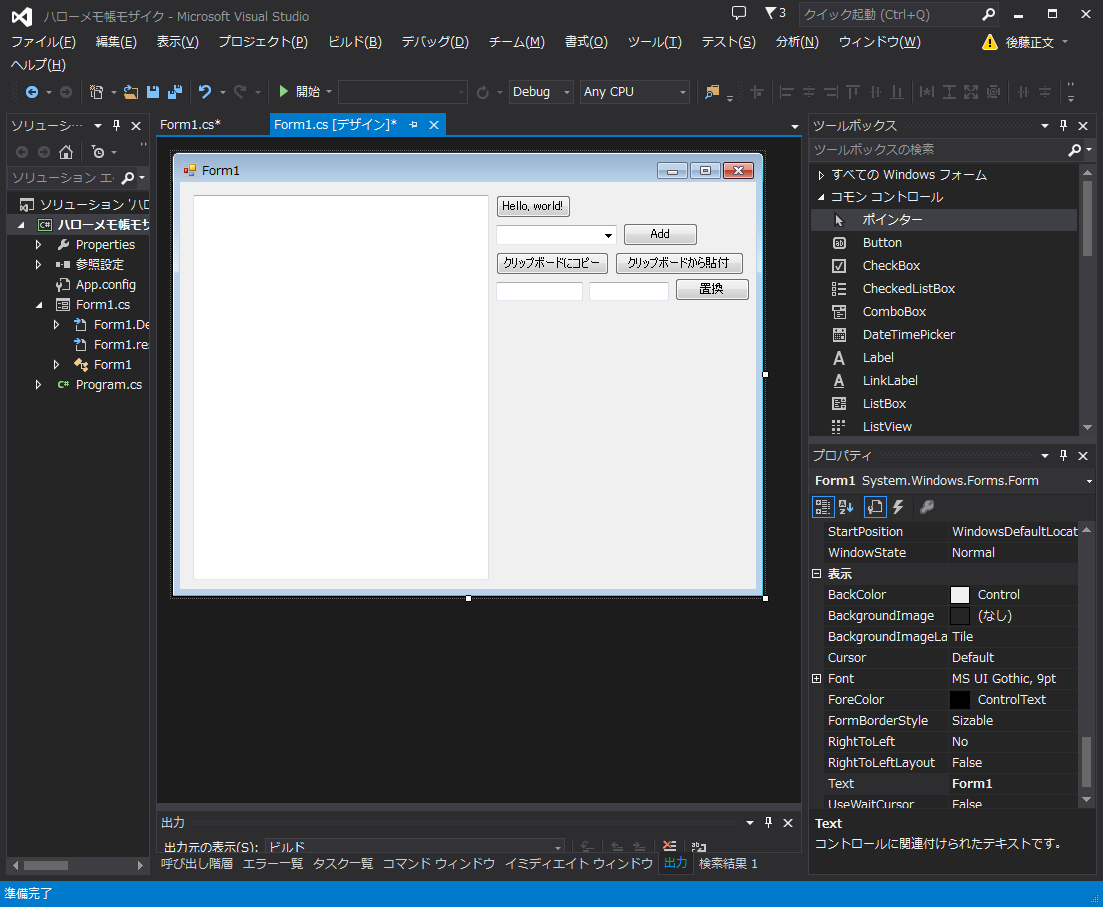 ハローメモ帳モザイク - Microsoft Visual Studio
3
クイック起動 (Ctrl+Q)
ファイル(F) 編集(E) 表示(V) プロジェクト(P) ビルド(B) デバッグ(D) チーム(M) 書式(O) ツール(T) テスト(S) 分析(N) ウィンドウ(W)
後藤正文
ヘルプ(H)
開始
Debug
Any CPU
ソリューシ…
Form1.cs*
Form1.cs [デザイン]*
ソリューション エ·
ソリューション 'ハロ
ハローメモ帳モザ
Properties
参照設定
App.config
Form1.cs
Form1.De
Form1.res
Form1
Program.cs
Form1
Hello, world!
Add
クリップボードにコピー
クリップボードから貼付
置換
ツールボックス
ツールボックスの検索
すべての Windows フォーム
コモン コントロール
ポインター
Button
CheckBox
CheckedListBox
ComboBox
DateTimePicker
Label
LinkLabel
ListBox
ListView
プロパティ
Form1 System.Windows.Forms.Form
StartPosition WindowsDefaultLocat
WindowState Normal
表示
BackColor Control
BackgroundImage (なし)
BackgroundImageLa Tile
Cursor Default
Font MS UI Gothic, 9pt
ForeColor ControlText
FormBorderStyle Sizable
RightToLeft No
RightToLeftLayout False
Text Form1
UseWaitCursor False
Text
コントロールに関連付けられたテキストです。
出力
出力元の表示(S): ビルド
呼び出し階層 エラー一覧 タスク一覧 コマンド ウィンドウ イミディエイト ウィンドウ 出力 検索結果 1
準備完了